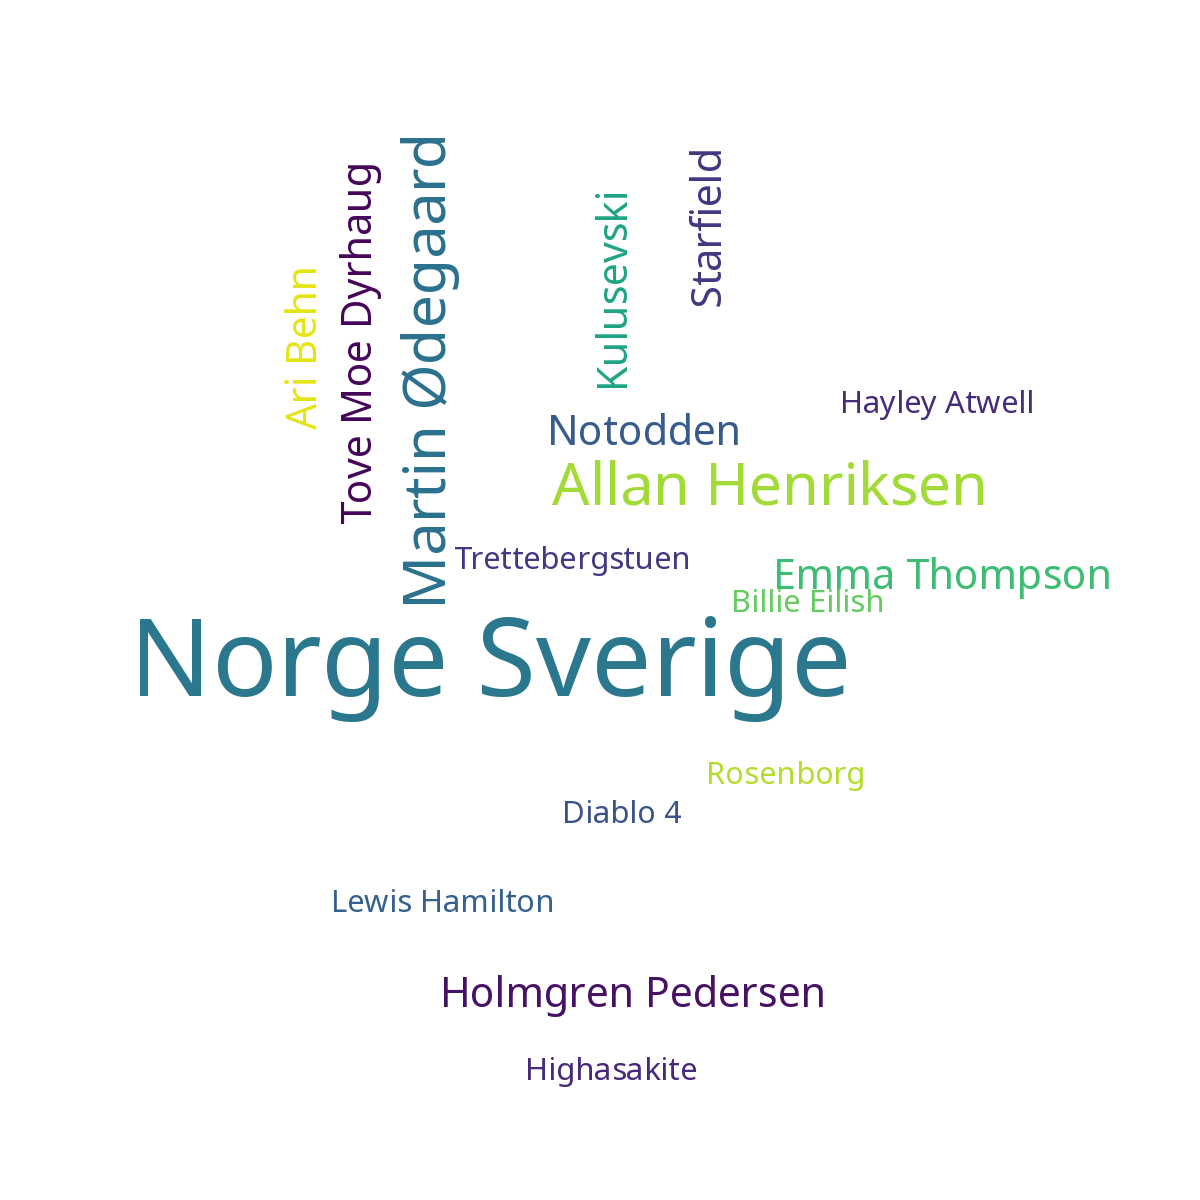 Martin Ødegaard
Starfield
Tove Moe Dyrhaug
Kulusevski
Ari Behn
Hayley Atwell
Notodden
Allan Henriksen
Trettebergstuen
Emma Thompson
Billie Eilish
Norge Sverige
Rosenborg
Diablo 4
Lewis Hamilton
Holmgren Pedersen
Highasakite